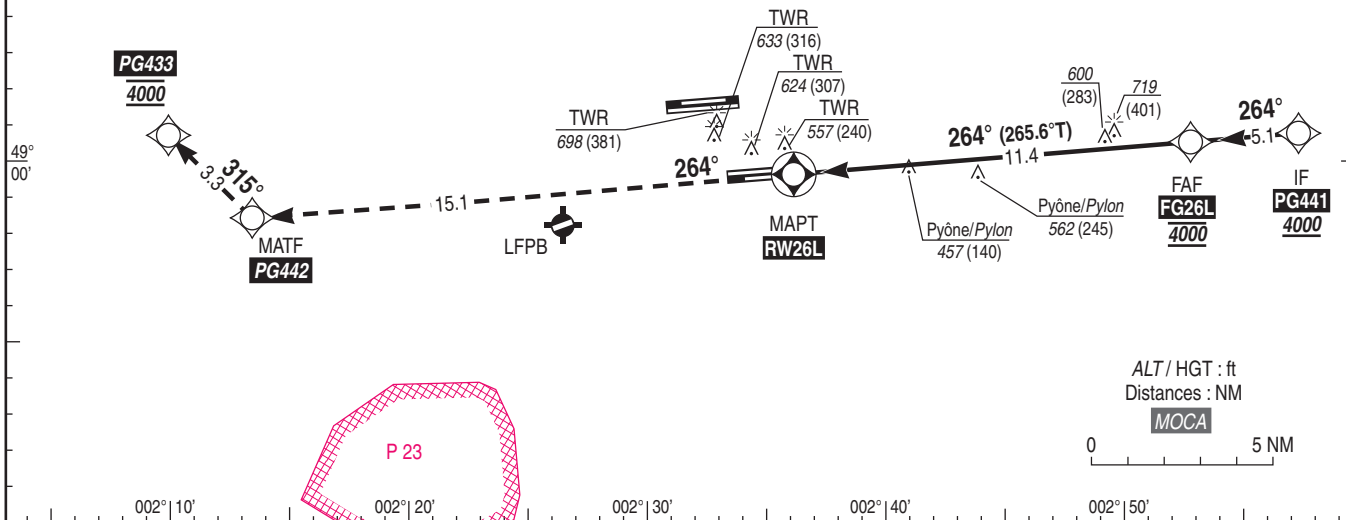 PG433
4000
315°
3.3
MATF
PG442
15.1
LFPB
TWR
698 (381)
TWR
633 (316)
TWR
624 (307)
TWR
557 (240)
264°
MAPT
RW26L
264° (265.6°T)
11.4
Pyône/Pylon
457 (140)
Pyône/Pylon
562 (245)
600
(283)
719
(401)
FAF
FG26L
4000
264°
5.1
IF
PG441
4000
49°
00'
P 23
ALT / HGT : ft
Distances : NM
MOCA
0 5 NM
002° 10' 002° 20' 002° 30' 002° 40' 002° 50'